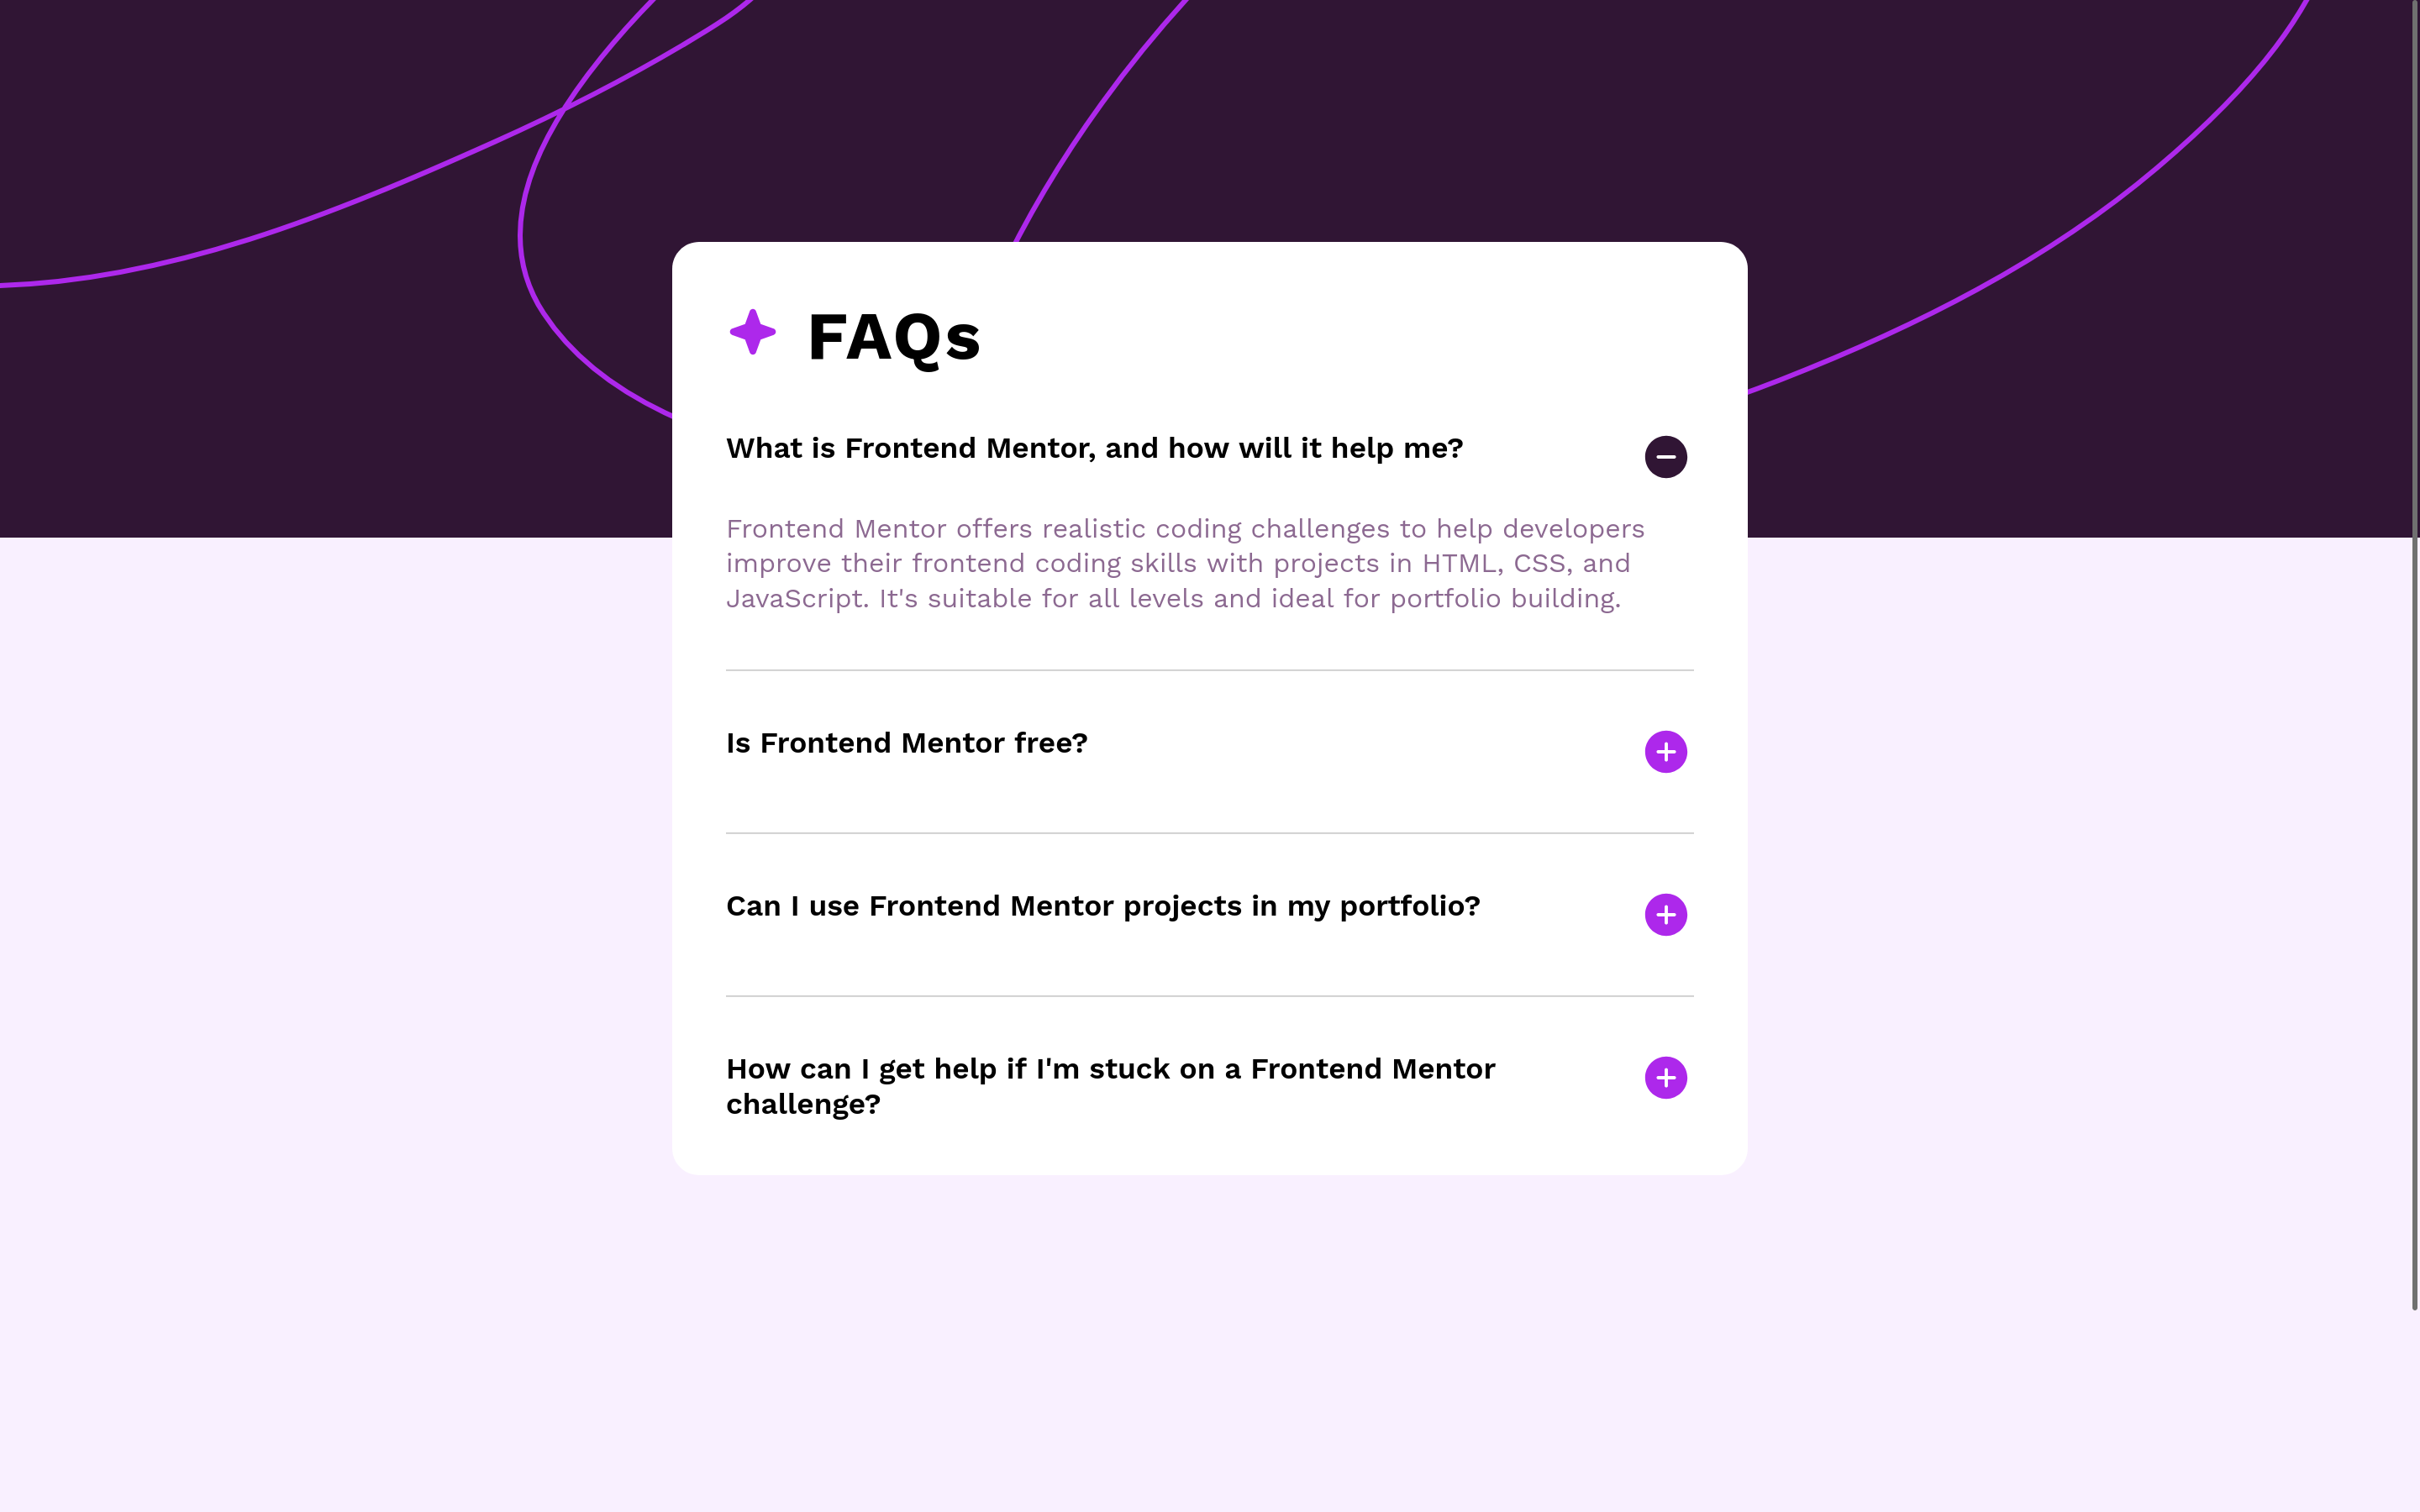 FAQs
What is Frontend Mentor, and how will it help me?
Frontend Mentor offers realistic coding challenges to help developers
improve their frontend coding skills with projects in HTML, CSS, and
JavaScript. It's suitable for all levels and ideal for portfolio building.
Is Frontend Mentor free?
Can I use Frontend Mentor projects in my portfolio?
How can I get help if I'm stuck on a Frontend Mentor
challenge?